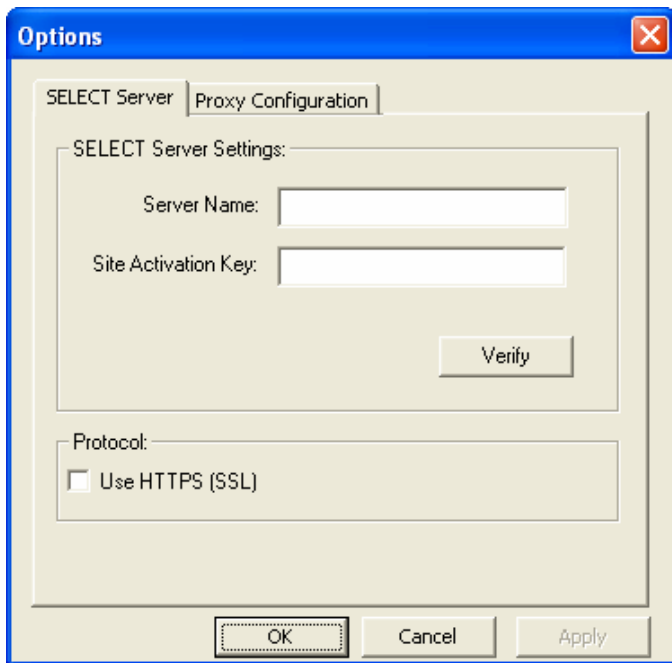 Options
SELECT Server
Proxy Configuration
SELECT Server Settings:
Server Name:
Site Activation Key:
Verify
Protocol:
Use HTTPS (SSL)
OK
Cancel
Apply